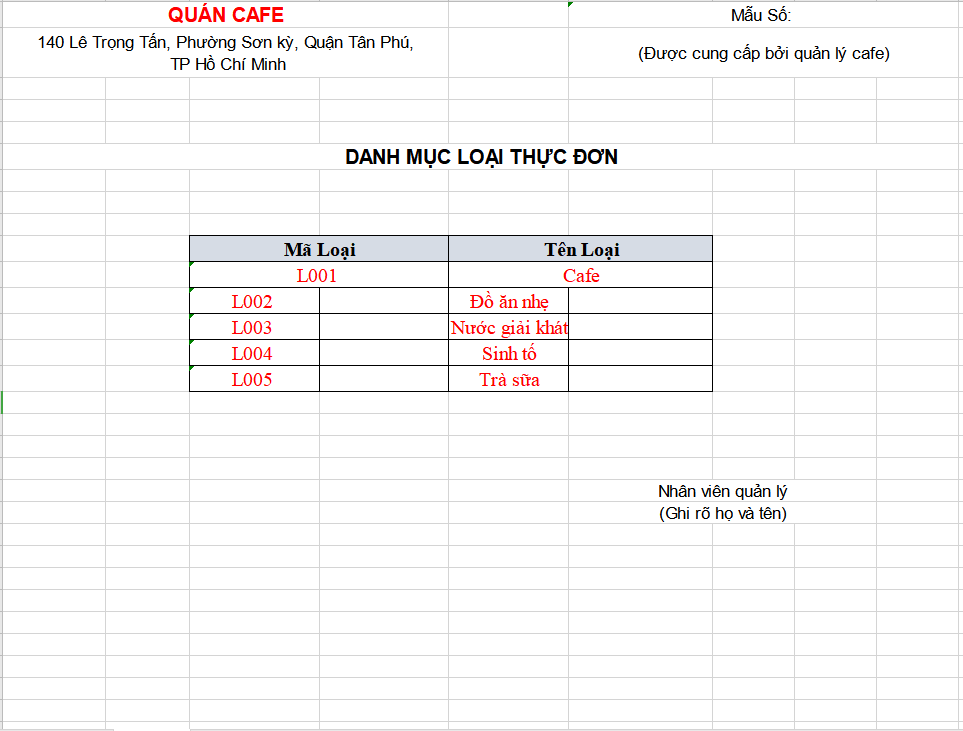 QUÁN CAFE
Mẫu Số:
140 Lê Trọng Tấn, Phường Sơn kỳ, Quận Tân Phú,
TP Hồ Chí Minh
(Được cung cấp bởi quản lý cafe)
DANH MỤC LOẠI THỰC ĐƠN
Mã Loại Tên Loại
L001 Cafe
L002 Đồ ăn nhẹ
L003 Nước giải khát
L004 Sinh tố
L005 Trà sữa
Nhân viên quản lý
(Ghi rõ họ và tên)